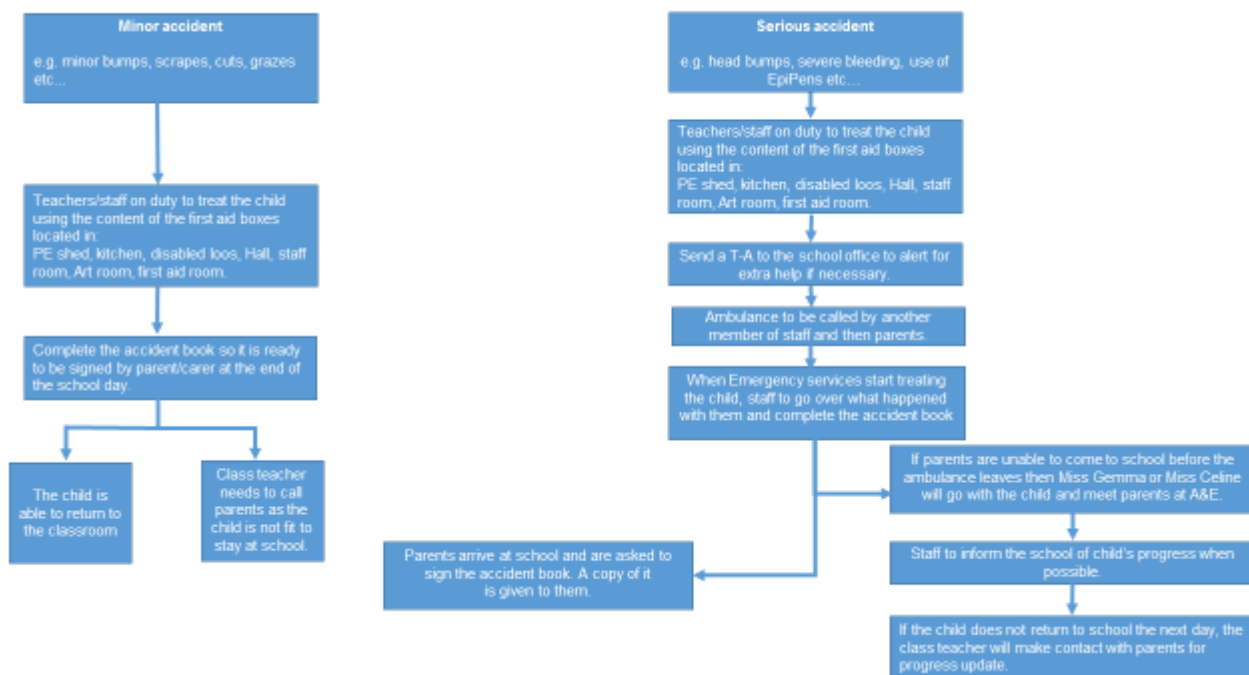 Minor accident
e.g. minor bumps, scrapes, cuts, grazes
etc...
Teachers/staff on duty to treat the child
using the content of the first aid boxes
located in:
PE shed, kitchen, disabled loos, Hall, staff
room, Art room, first aid room.
Complete the accident book so it is ready
to be signed by parent/carer at the end of
the school day.
The child is
able to return to
the classroom
Class teacher
needs to call
parents as the
child is not fit to
stay at school.
Serious accident
e.g. head bumps, severe bleeding, use of
EpiPens etc...
Teachers/staff on duty to treat the child
using the content of the first aid boxes
located in:
PE shed, kitchen, disabled loos, Hall, staff
room, Art room, first aid room.
Send a T-A to the school office to alert for
extra help if necessary.
Ambulance to be called by another
member of staff and then parents.
When Emergency services start treating
the child, staff to go over what happened
with them and complete the accident book
Parents arrive at school and are asked to
sign the accident book. A copy of it
is given to them.
If parents are unable to come to school before the
ambulance leaves then Miss Gemma or Miss Celine
will go with the child and meet parents at A&E.
Staff to inform the school of child's progress when
possible.
If the child does not return to school the next day, the
class teacher will make contact with parents for
progress update.